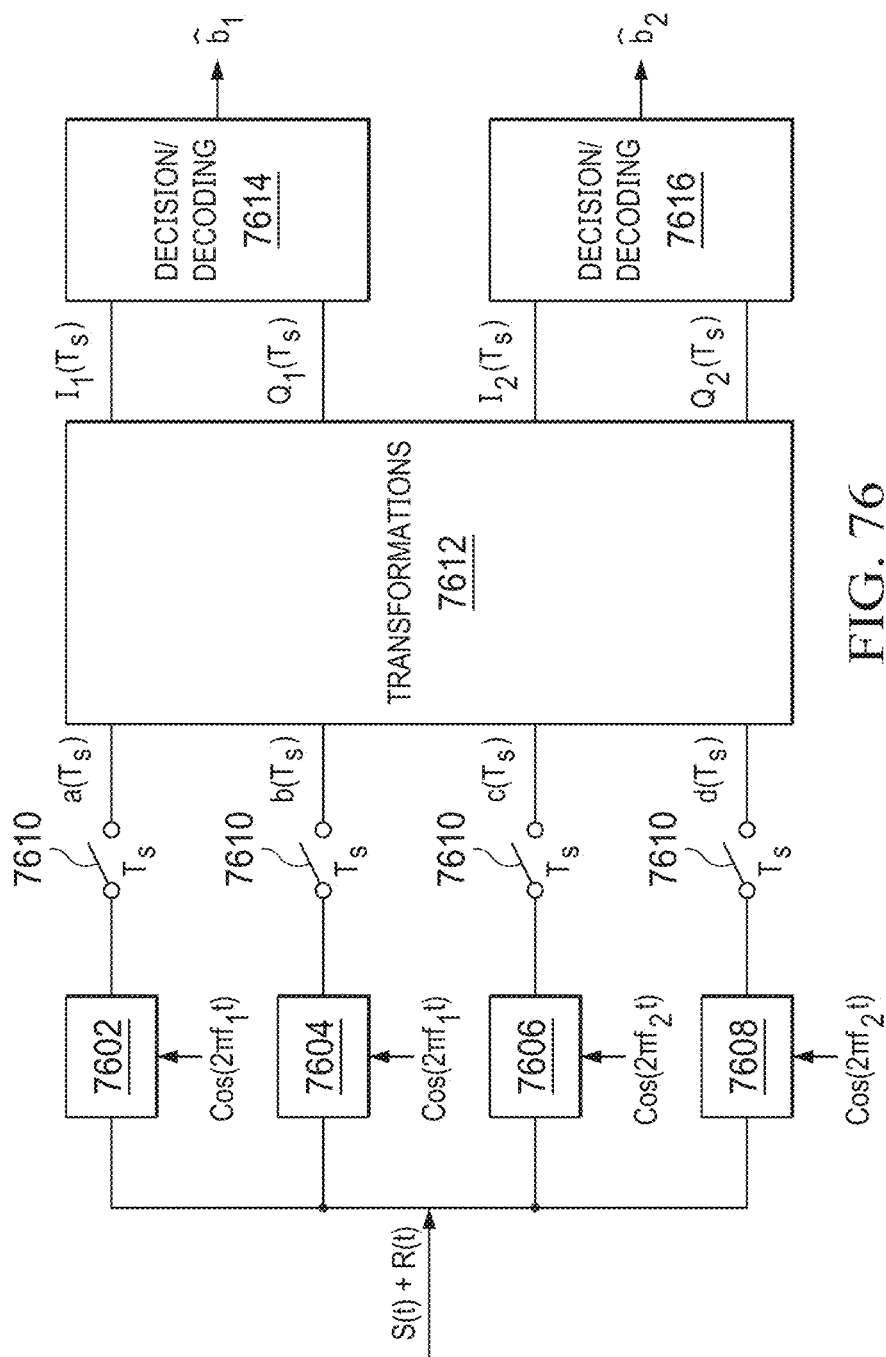 S(t) + R(t)
7602
Cos(2πf₁t)
7604
Cos(2πf₁t)
7606
Cos(2πf₂t)
7608
Cos(2πf₂t)
7610
Tₛ
a(Tₛ)
7610
Tₛ
b(Tₛ)
7610
Tₛ
c(Tₛ)
7610
Tₛ
d(Tₛ)
TRANSFORMATIONS
7612
I₁(Tₛ)
Q₁(Tₛ)
I₂(Tₛ)
Q₂(Tₛ)
DECISION/
DECODING
7614
b̂₁
DECISION/
DECODING
7616
b̂₂
FIG. 76